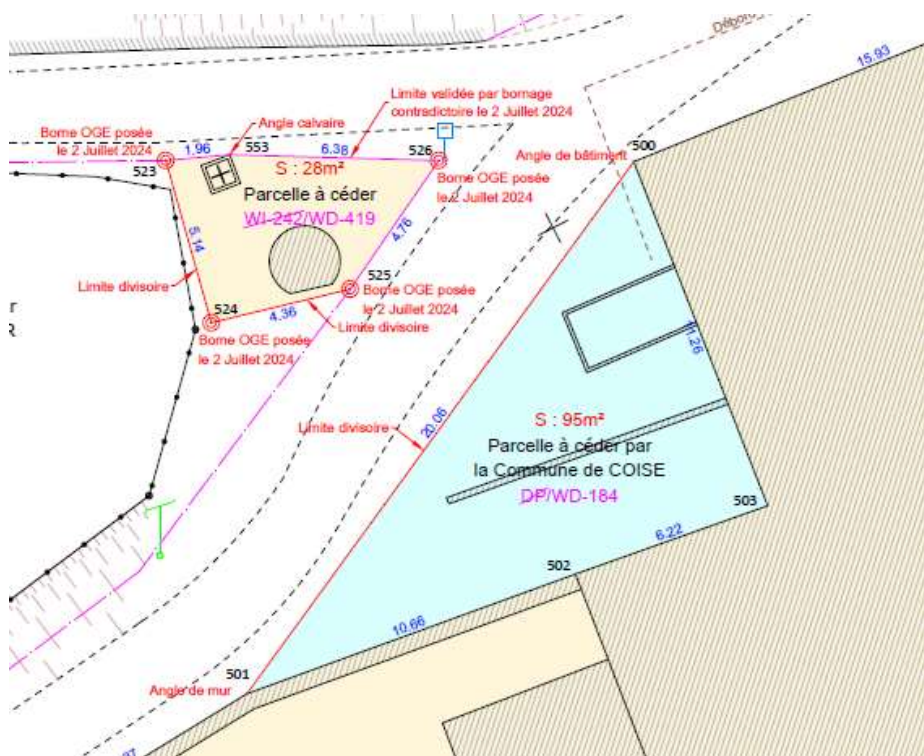 Débor
15.93
Limite validée par bornage
contradictoire le 2 Juillet 2024
Angle calvaire
Borne OGE posée
le 2 Juillet 2024
523
1.96
553
6.38
526
500
Angle de bâtiment
S : 28m²
Parcelle à céder
WI-242/WD-419
Borne OGE posée
le 2 Juillet 2024
5.14
4.76
Limite divisoire
525
Borne OGE posée
le 2 Juillet 2024
524
4.36
Limite divisoire
Borne OGE posée
le 2 Juillet 2024
r
R
11.26
Limite divisoire
20.06
S : 95m²
Parcelle à céder par
la Commune de COISE
DP/WD-184
503
6.22
502
10.66
501
Angle de mur